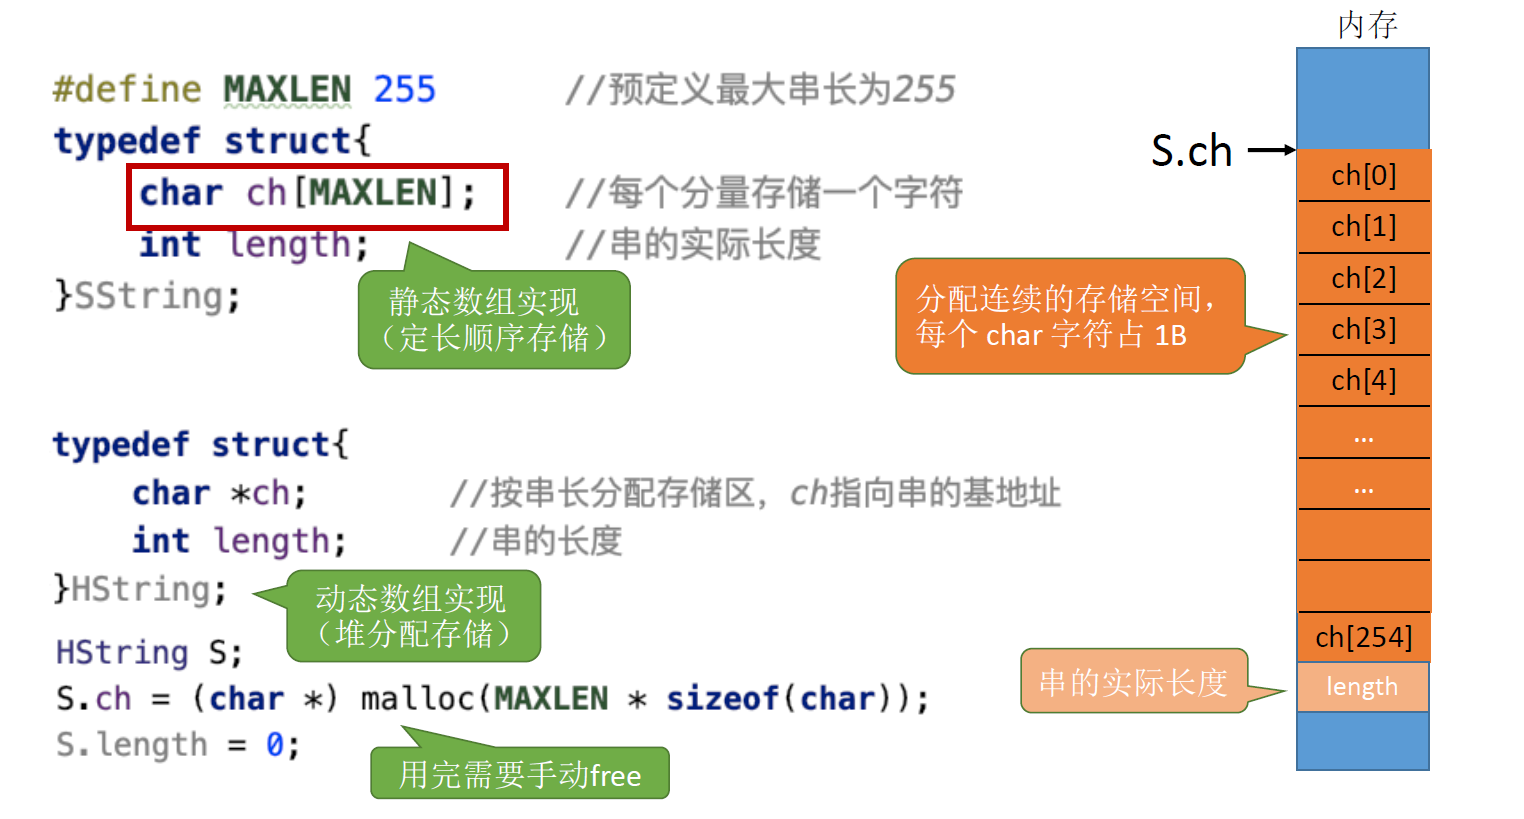 #define MAXLEN 255 //预定义最大串长为255
typedef struct{
char ch[MAXLEN]; //每个分量存储一个字符
int length; //串的实际长度
}SString;
静态数组实现
（定长顺序存储）
typedef struct{
char *ch; //按串长分配存储区，ch指向串的基地址
int length; //串的长度
}HString;
动态数组实现
（堆分配存储）
HString S;
S.ch = (char *) malloc(MAXLEN * sizeof(char));
S.length = 0;
用完需要手动free
内存
S.ch
ch[0]
ch[1]
ch[2]
ch[3]
ch[4]
...
...
ch[254]
length
分配连续的存储空间，
每个 char 字符占 1B
串的实际长度